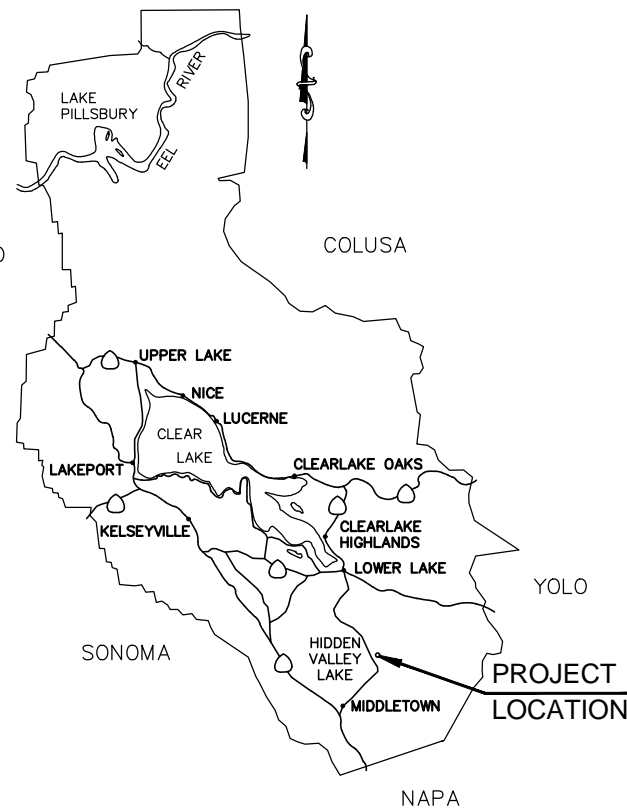 LAKE
PILLSBURY
RIVER
EEL
COLUSA
UPPER LAKE
NICE
LUCERNE
CLEAR
LAKE
LAKEPORT
CLEARLAKE OAKS
KELSEYVILLE
CLEARLAKE
HIGHLANDS
LOWER LAKE
YOLO
SONOMA
HIDDEN
VALLEY
LAKE
PROJECT
LOCATION
MIDDLETOWN
NAPA